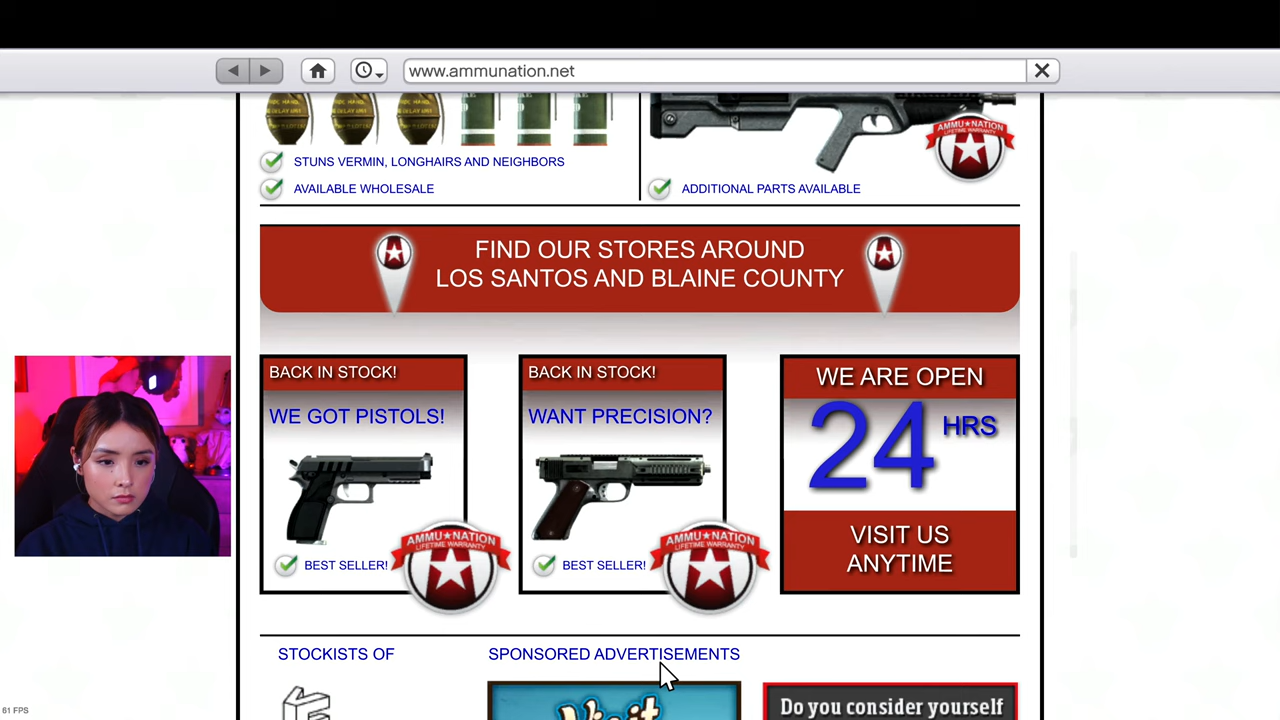 www.ammunation.net
STUNS VERMIN, LONGHAIRS AND NEIGHBORS
AVAILABLE WHOLESALE
AMMU★NATION
LIFETIME WARRANTY
ADDITIONAL PARTS AVAILABLE
FIND OUR STORES AROUND
LOS SANTOS AND BLAINE COUNTY
BACK IN STOCK!
WE GOT PISTOLS!
BEST SELLER!
AMMU★NATION
LIFETIME WARRANTY
BACK IN STOCK!
WANT PRECISION?
BEST SELLER!
AMMU★NATION
LIFETIME WARRANTY
WE ARE OPEN
24 HRS
VISIT US
ANYTIME
STOCKISTS OF
SPONSORED ADVERTISEMENTS
Visit
Do you consider yourself
61 FPS